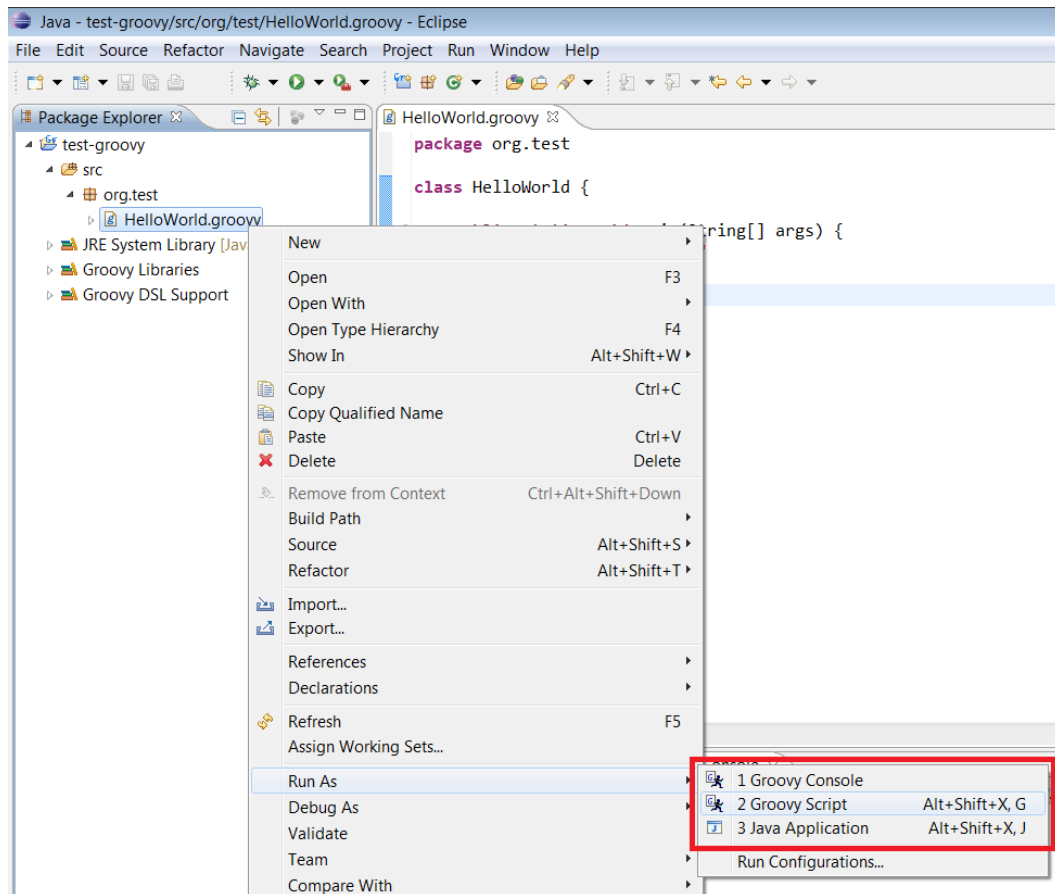 Java - test-groovy/src/org/test/HelloWorld.groovy - Eclipse
File Edit Source Refactor Navigate Search Project Run Window Help
Package Explorer
HelloWorld.groovy
test-groovy
src
org.test
HelloWorld.groovy
JRE System Library [Jav
Groovy Libraries
Groovy DSL Support
package org.test
class HelloWorld {
String[] args) {
New
Open F3
Open With
Open Type Hierarchy F4
Show In Alt+Shift+W
Copy Ctrl+C
Copy Qualified Name
Paste Ctrl+V
Delete Delete
Remove from Context Ctrl+Alt+Shift+Down
Build Path
Source Alt+Shift+S
Refactor Alt+Shift+T
Import...
Export...
References
Declarations
Refresh F5
Assign Working Sets...
Run As
Debug As
Validate
Team
Compare With
1 Groovy Console
2 Groovy Script Alt+Shift+X, G
3 Java Application Alt+Shift+X, J
Run Configurations...